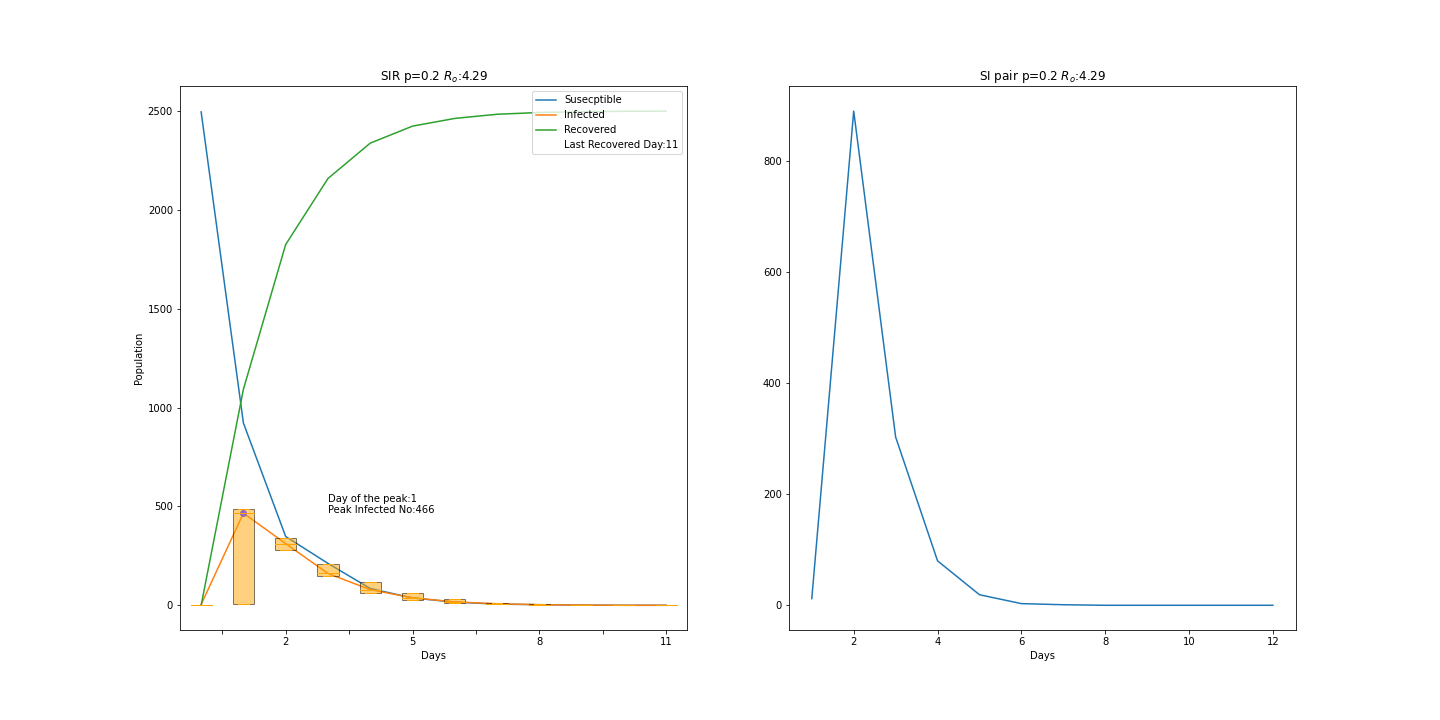 SIR p=0.2 Ro:4.29
Susecptible
Infected
Recovered
Last Recovered Day:11
2500
2000
1500
1000
500
0
Population
Day of the peak:1
Peak Infected No:466
2 5 8 11
Days
SI pair p=0.2 Ro:4.29
800
600
400
200
0
2 4 6 8 10 12
Days